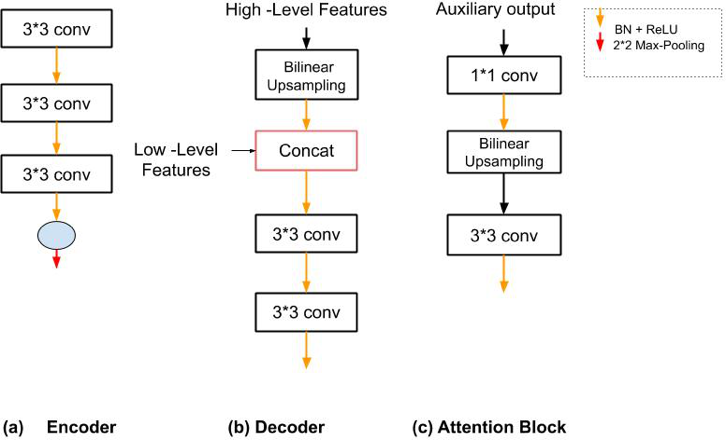 3*3 conv
3*3 conv
3*3 conv
(a) Encoder
High -Level Features
Bilinear
Upsampling
Low -Level
Features
Concat
3*3 conv
3*3 conv
(b) Decoder
Auxiliary output
1*1 conv
Bilinear
Upsampling
3*3 conv
(c) Attention Block
BN + ReLU
2*2 Max-Pooling